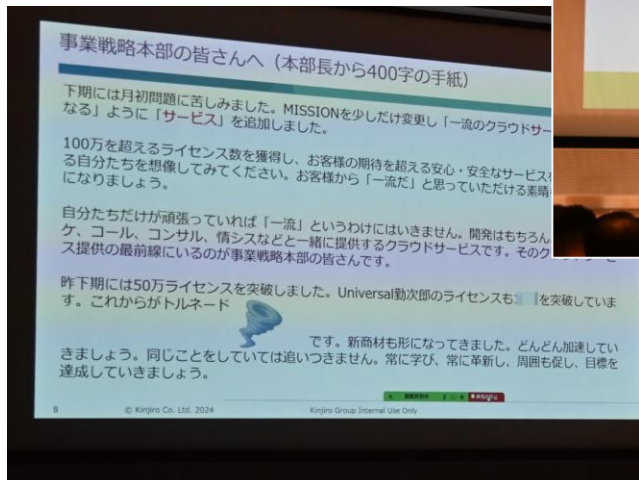 事業戦略本部の皆さんへ（本部長から400字の手紙）
下期には月初問題に苦しみました。MISSIONを少しだけ変更し「一流のクラウドサー
なる」ように「サービス」を追加しました。
100万を超えるライセンス数を獲得し、お客様の期待を超える安心・安全なサービス
る自分たちを想像してみてください。お客様から「一流だ」と思っていただける素晴
になりましょう。
自分たちだけが頑張っていれば「一流」というわけにはいきません。開発はもちろん
ケ、コール、コンサル、情シスなどと一緒に提供するクラウドサービスです。その
ス提供の最前線にいるのが事業戦略本部の皆さんです。
昨下期には50万ライセンスを突破しました。Universal勤次郎のライセンスも を突破していま
す。これからがトルネード
です。新商材も形になってきました。どんどん加速してい
きましょう。同じことをしていては追いつきません。常に学び、常に革新し、周囲も促し、目標を
達成していきましょう。
8 © Kinjiro Co. Ltd. 2024 Kinjiro Group Internal Use Only